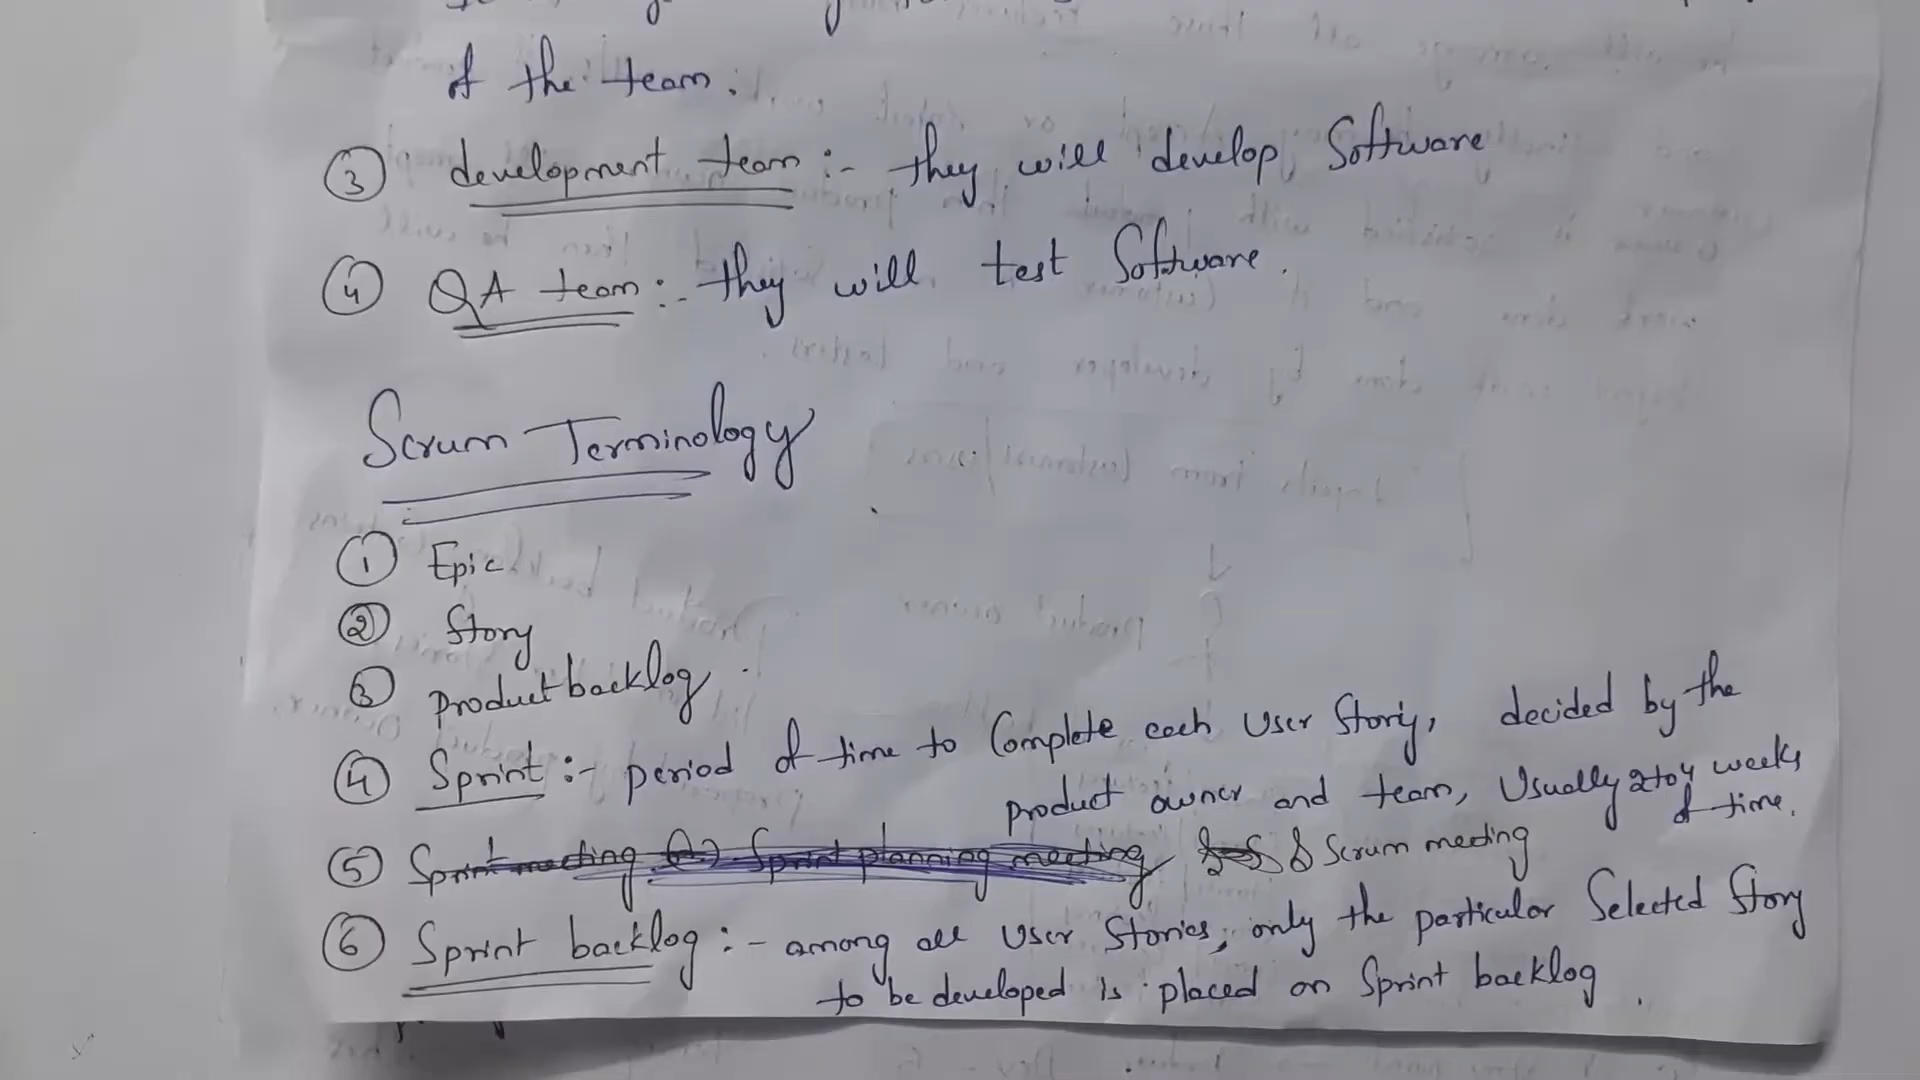 of the team.
③ development team :- they will develop Software
④ QA team :- they will test Software.
Scrum Terminology
① Epic
② Story
③ Product backlog.
④ Sprint :- period of time to Complete each User Story, decided by the
product owner and team, Usually 2 to 4 weeks
of time.
⑤ Sprint meeting (or) Sprint planning meeting Scrum meeting
⑥ Sprint backlog :- among all User Stories, only the particular Selected Story
to be developed is placed on Sprint backlog.